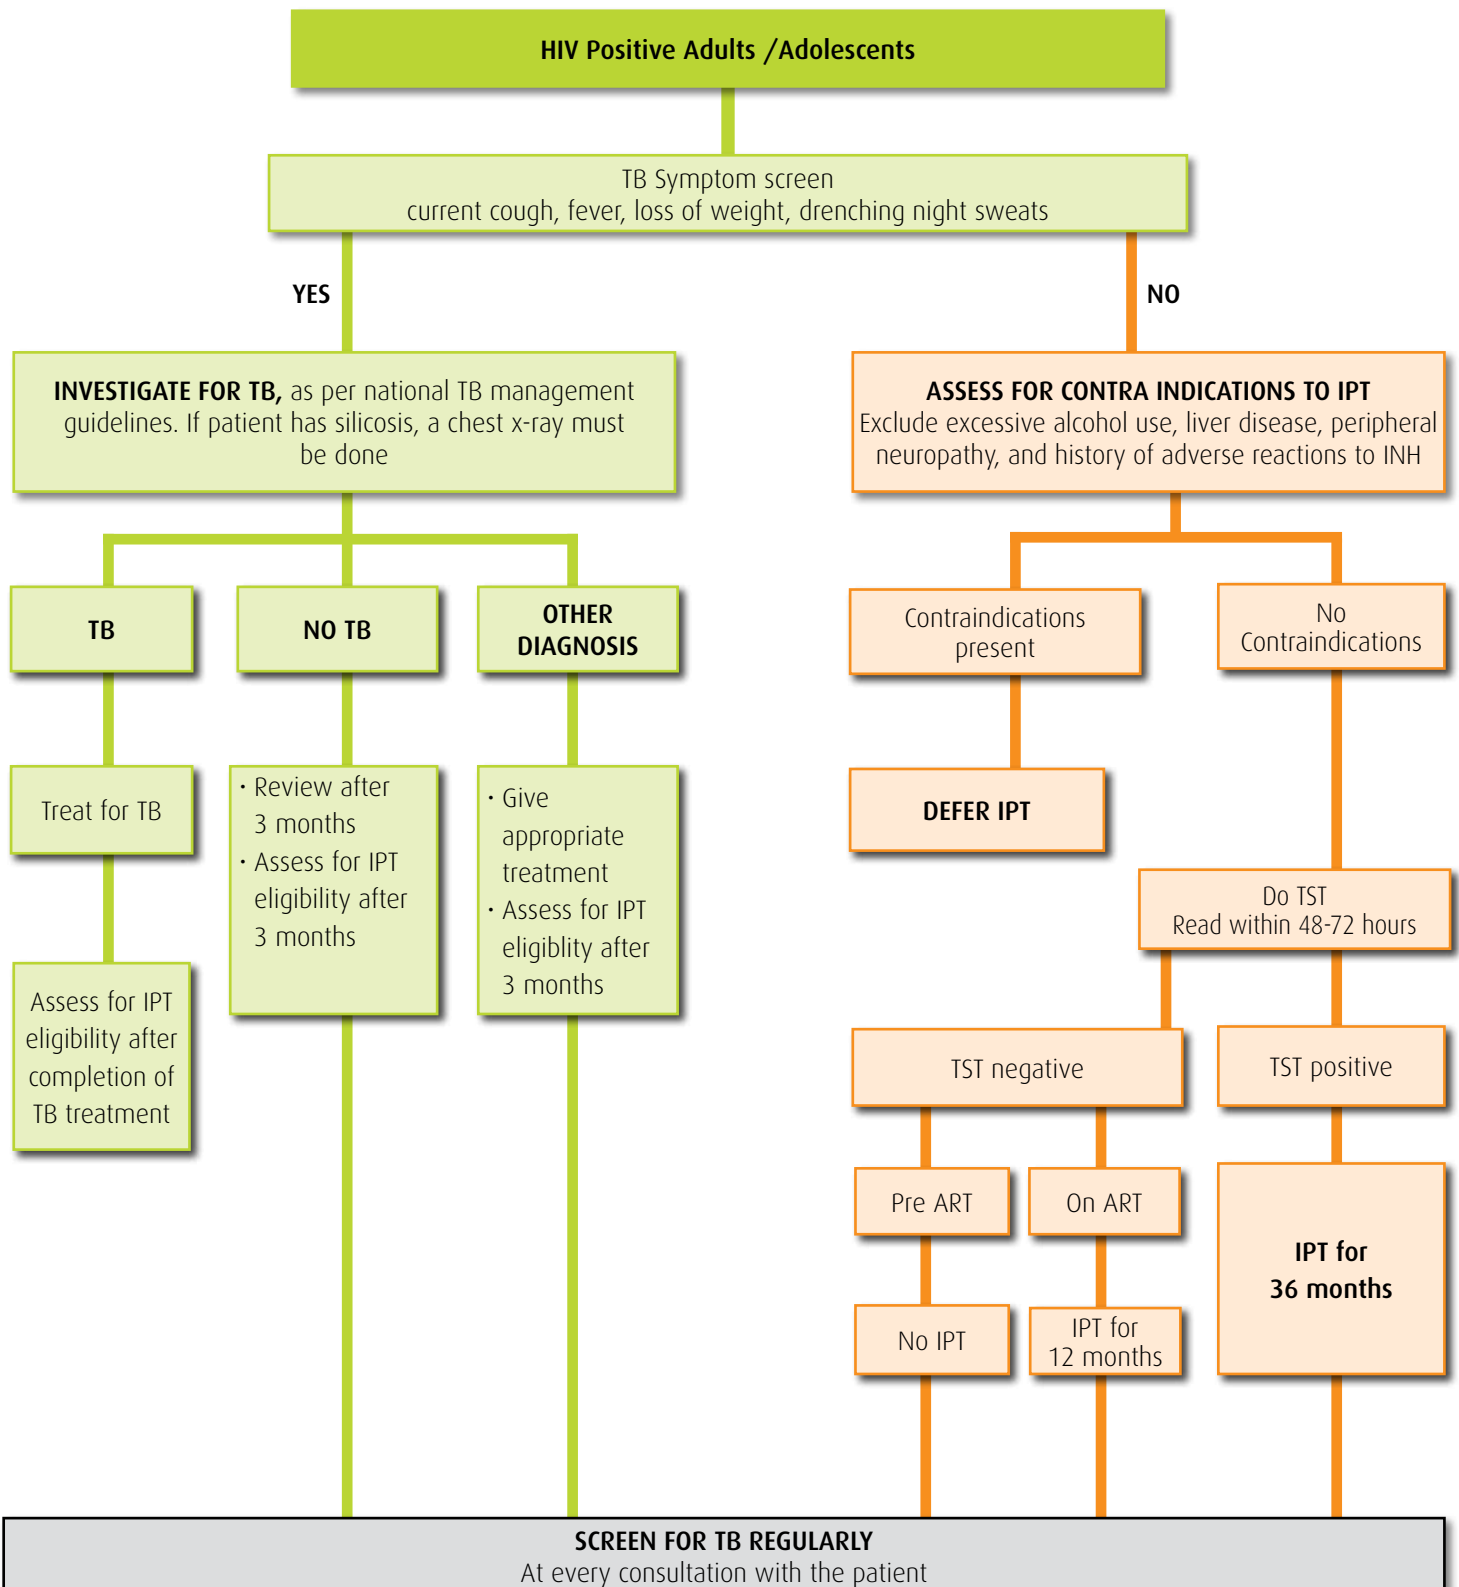 HIV Positive Adults /Adolescents
TB Symptom screen
current cough, fever, loss of weight, drenching night sweats
YES
NO
INVESTIGATE FOR TB, as per national TB management
guidelines. If patient has silicosis, a chest x-ray must
be done
ASSESS FOR CONTRA INDICATIONS TO IPT
Exclude excessive alcohol use, liver disease, peripheral
neuropathy, and history of adverse reactions to INH
TB
NO TB
OTHER
DIAGNOSIS
Contraindications
present
No
Contraindications
Treat for TB
· Review after
3 months
· Assess for IPT
eligibility after
3 months
· Give
appropriate
treatment
· Assess for IPT
eligiblity after
3 months
DEFER IPT
Do TST
Read within 48-72 hours
Assess for IPT
eligibility after
completion of
TB treatment
TST negative
TST positive
Pre ART
On ART
IPT for
36 months
No IPT
IPT for
12 months
SCREEN FOR TB REGULARLY
At every consultation with the patient